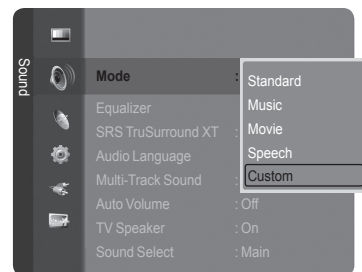 Sound
Mode :
Standard
Music
Movie
Speech
Custom
Equalizer
SRS TruSurround XT :
Audio Language
Multi-Track Sound :
Auto Volume : Off
TV Speaker : On
Sound Select : Main